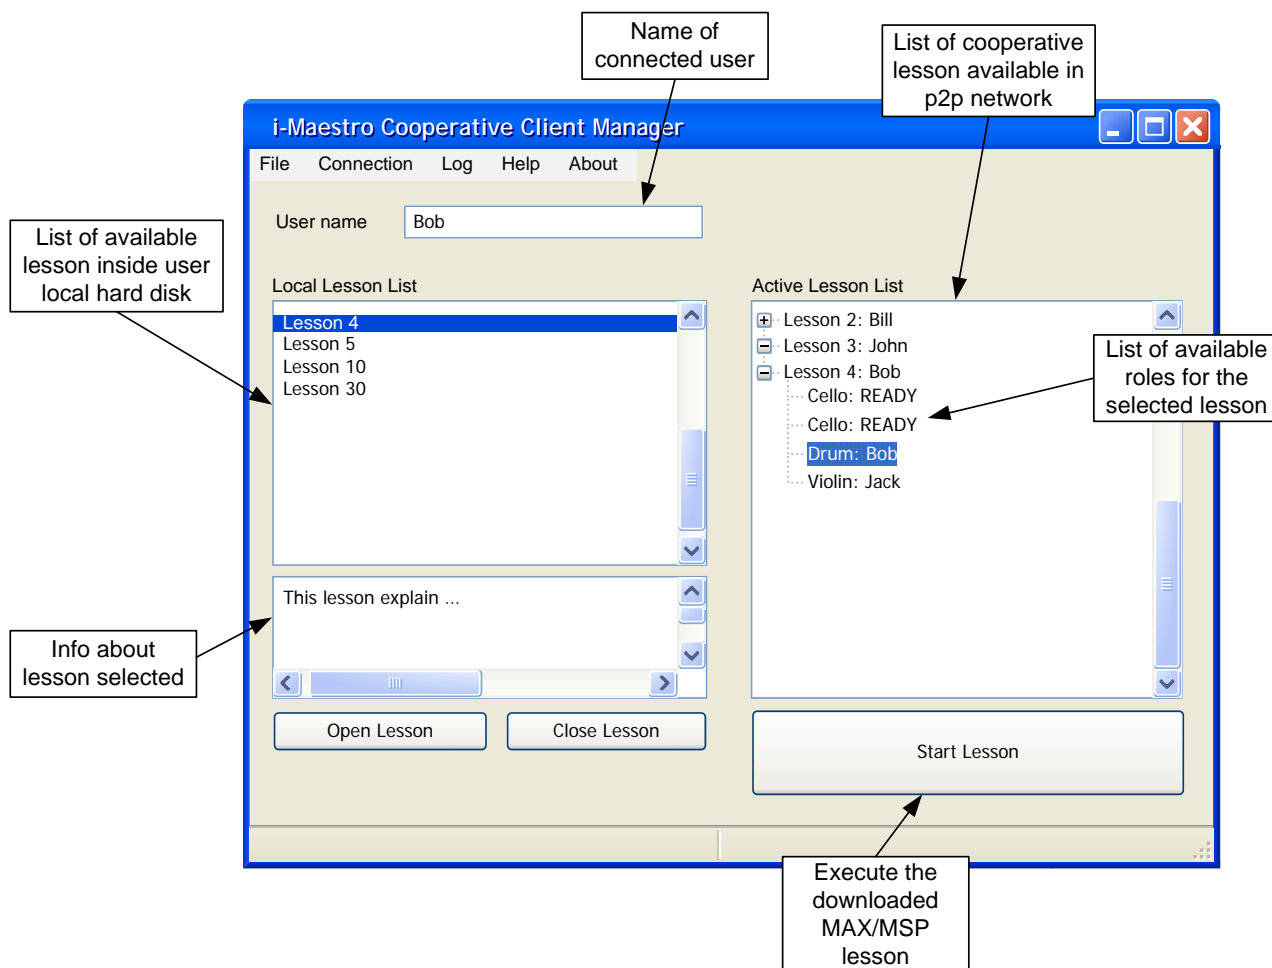 Name of
connected user
List of cooperative
lesson available in
p2p network
i-Maestro Cooperative Client Manager
File Connection Log Help About
User name Bob
List of available
lesson inside user
local hard disk
Local Lesson List
Lesson 4
Lesson 5
Lesson 10
Lesson 30
Active Lesson List
Lesson 2: Bill
Lesson 3: John
Lesson 4: Bob
Cello: READY
Cello: READY
Drum: Bob
Violin: Jack
List of available
roles for the
selected lesson
This lesson explain ...
Info about
lesson selected
Open Lesson Close Lesson
Start Lesson
Execute the
downloaded
MAX/MSP
lesson